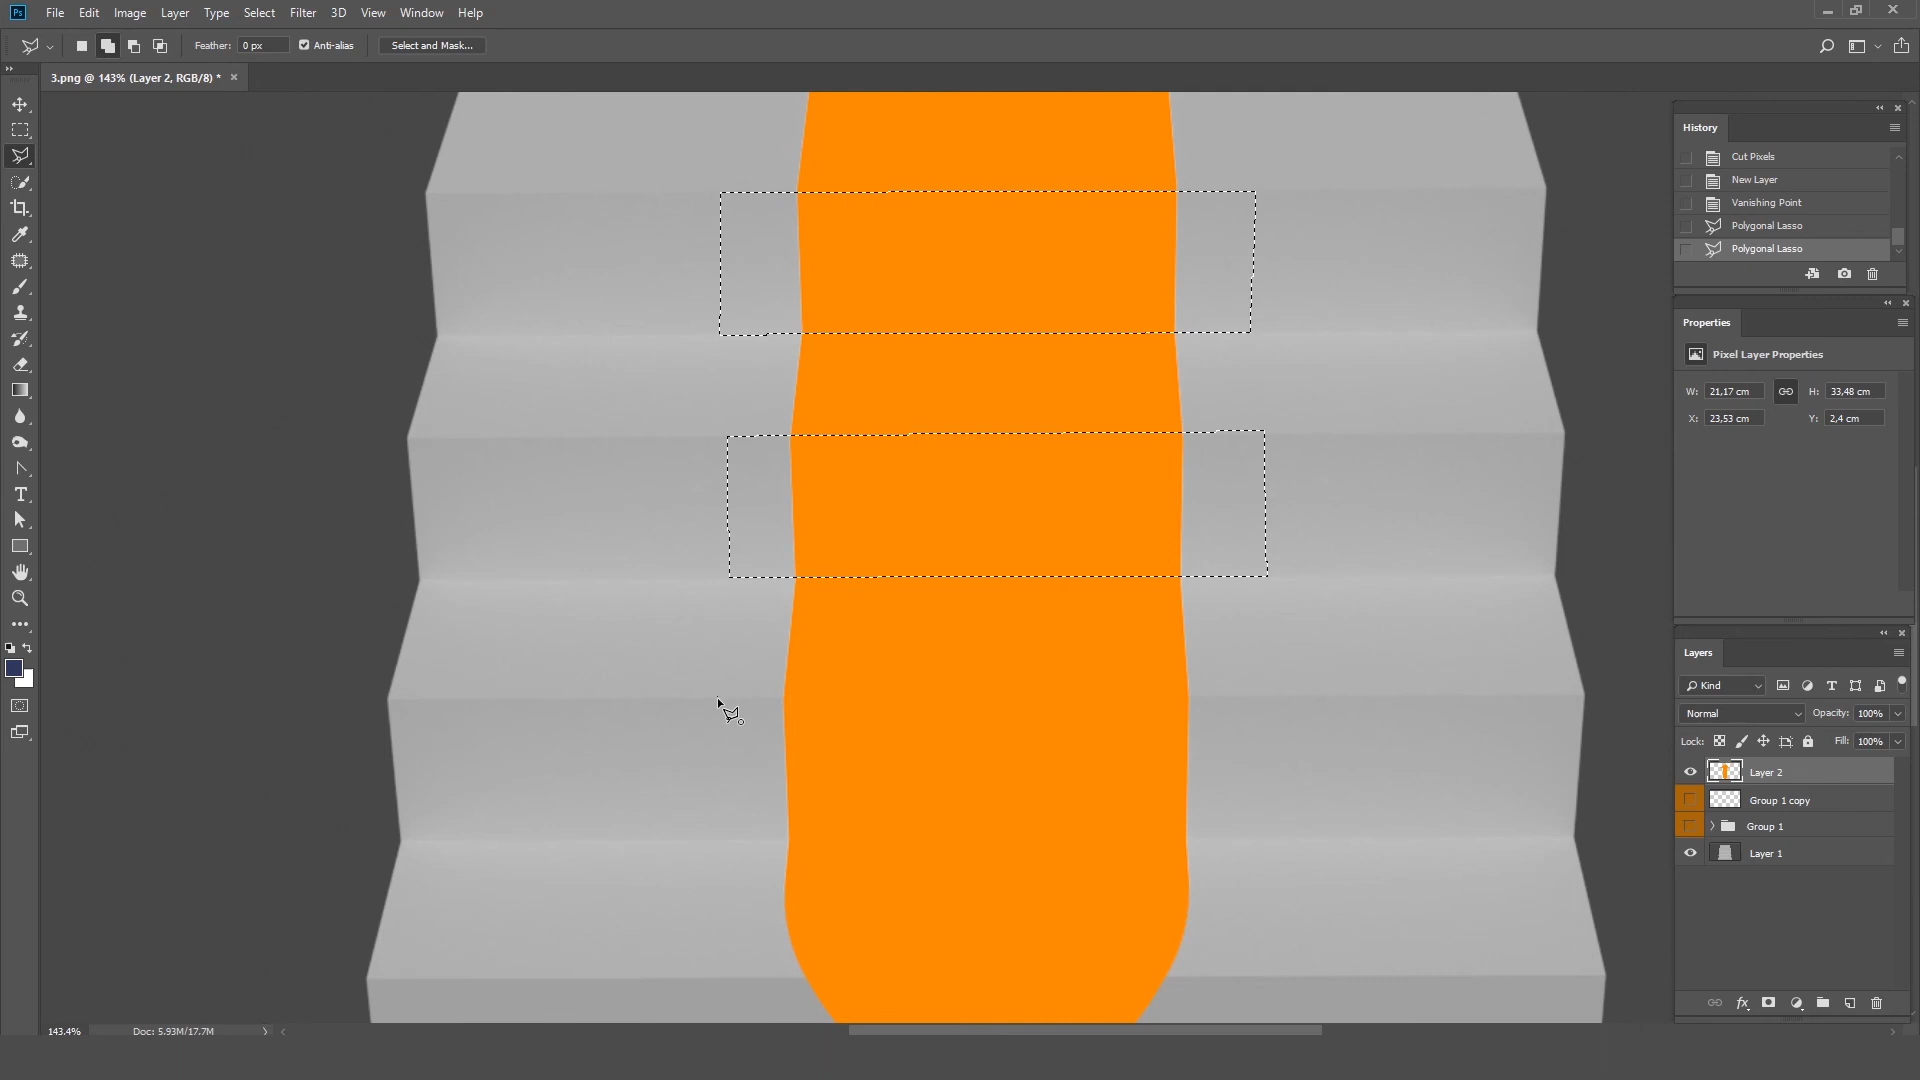 Ps File Edit Image Layer Type Select Filter 3D View Window Help
Feather: 0 px Anti-alias Select and Mask...
3.png @ 143% (Layer 2, RGB/8) *
History
Cut Pixels
New Layer
Vanishing Point
Polygonal Lasso
Polygonal Lasso
Properties
Pixel Layer Properties
W: 21,17 cm H: 33,48 cm
X: 23,53 cm Y: 2,4 cm
Layers
Kind
Normal Opacity: 100%
Lock: Fill: 100%
Layer 2
Group 1 copy
Group 1
Layer 1
143.4% Doc: 5.93M/17.7M